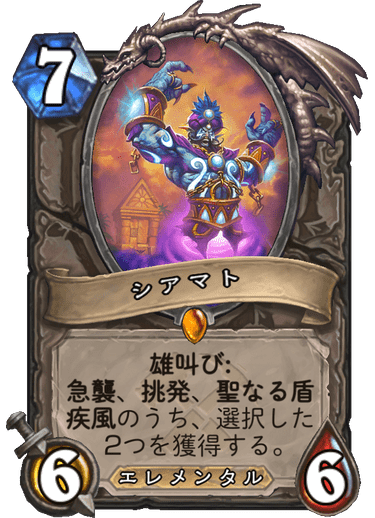 7
シアマト
雄叫び:
急襲、挑発、聖なる盾
疾風のうち、選択した
2つを獲得する。
6
エレメンタル
6